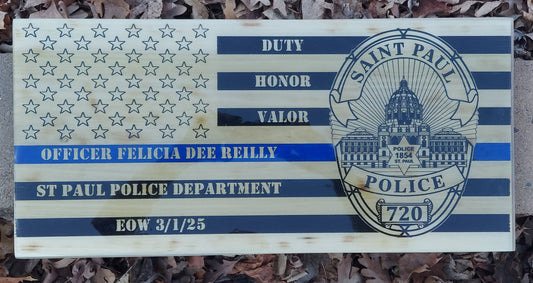 DUTY
HONOR
VALOR
OFFICER FELICIA DEE REILLY
ST PAUL POLICE DEPARTMENT
EOW 3/1/25
SAINT PAUL
POLICE
1854
ST. PAUL
POLICE
720